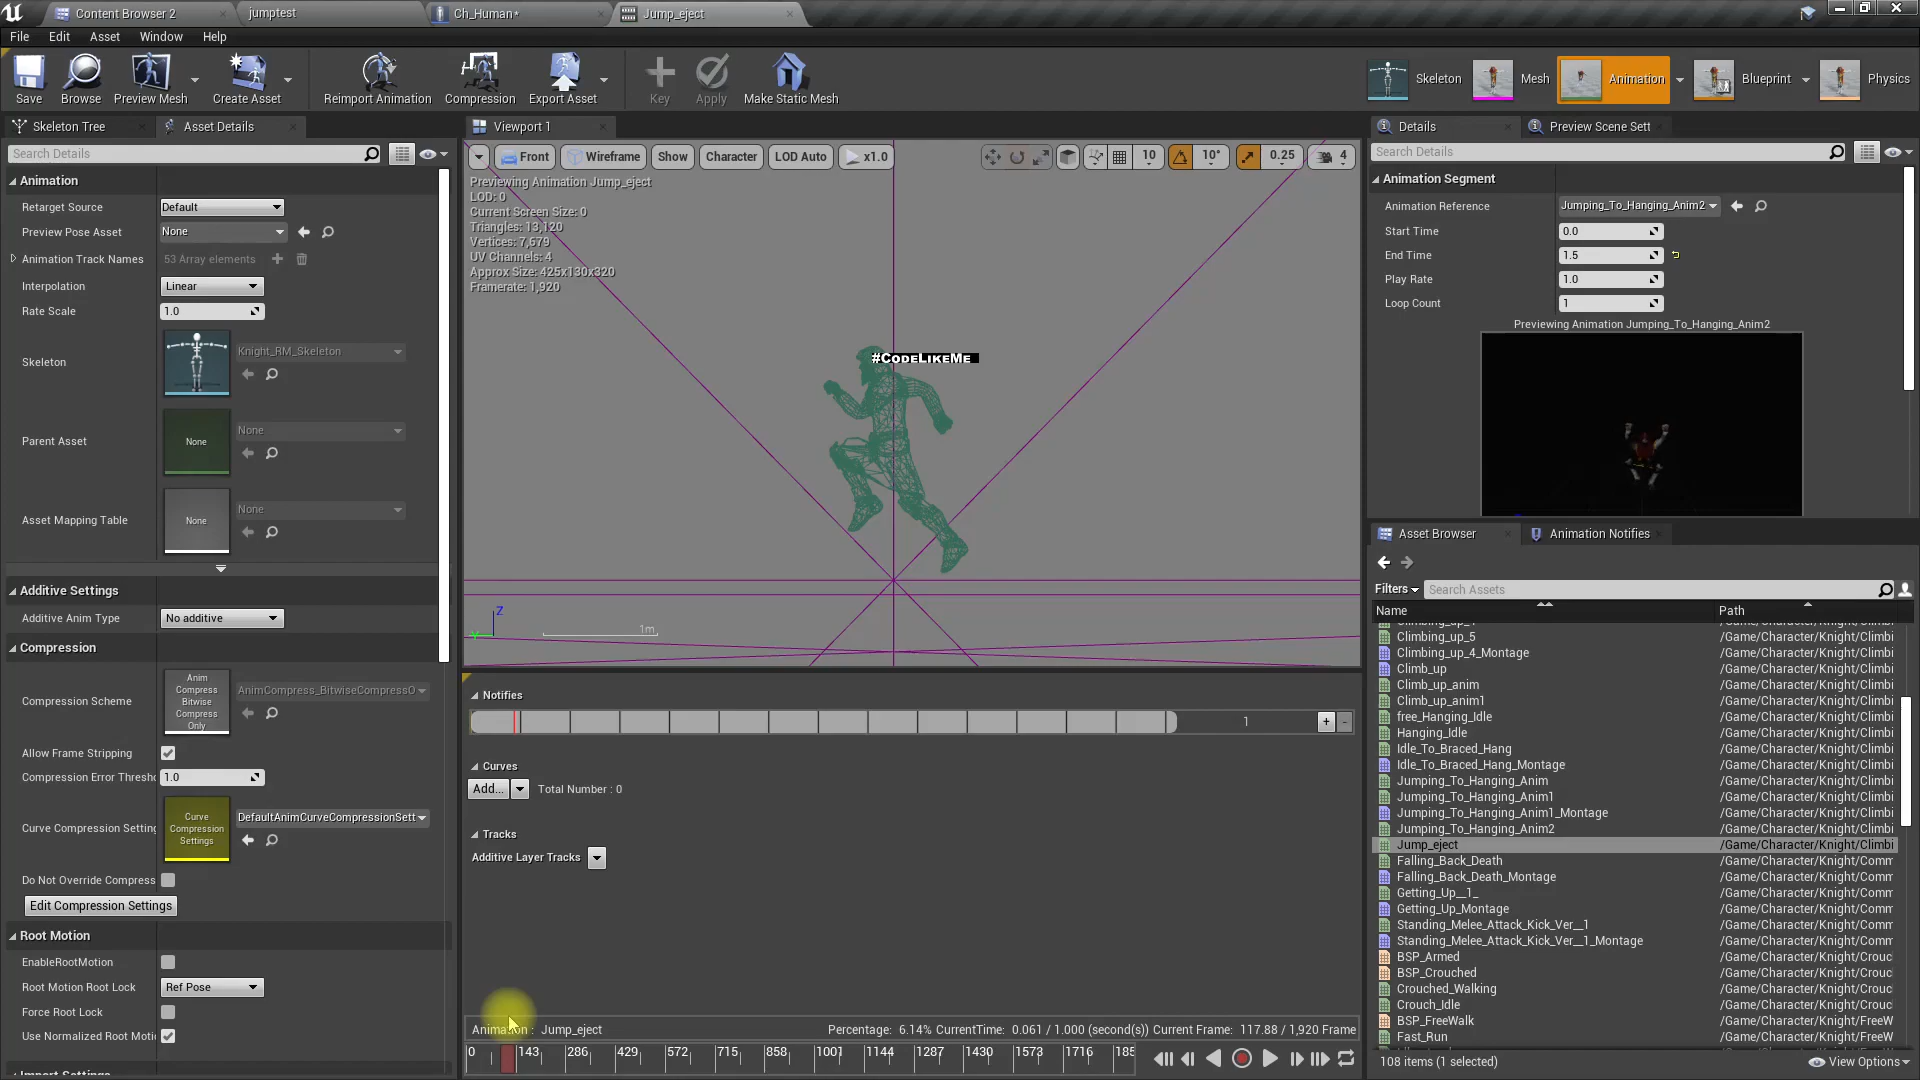 Content Browser 2
jumptest
Ch_Human*
Jump_eject
File
Edit
Asset
Window
Help
Save
Browse
Preview Mesh
Create Asset
Reimport Animation
Compression
Export Asset
Key
Apply
Make Static Mesh
Skeleton
Mesh
Animation
Blueprint
Physics
Skeleton Tree
Asset Details
Viewport 1
Details
Preview Scene Sett
Search Details
Animation
Retarget Source
Default
Preview Pose Asset
None
Animation Track Names
53 Array elements
Interpolation
Linear
Rate Scale
1.0
Skeleton
Knight_RM_Skeleton
Parent Asset
None
None
Asset Mapping Table
None
None
Additive Settings
Additive Anim Type
No additive
Compression
Compression Scheme
Anim
Compress
Bitwise
Compress
Only
AnimCompress_BitwiseCompressO
Allow Frame Stripping
Compression Error Thresh
1.0
Curve Compression Setting
Curve
Compression
Settings
DefaultAnimCurveCompressionSett
Do Not Override Compress
Edit Compression Settings
Root Motion
EnableRootMotion
Root Motion Root Lock
Ref Pose
Force Root Lock
Use Normalized Root Moti
Front
Wireframe
Show
Character
LOD Auto
x1.0
10
10°
0.25
4
Previewing Animation Jump_eject
LOD: 0
Current Screen Size: 0
Triangles: 13,120
Vertices: 7,679
UV Channels: 4
Approx Size: 425x130x320
Framerate: 1,920
#CodeLikeMe
Z
Y
1m
Notifies
1
Curves
Add...
Total Number : 0
Tracks
Additive Layer Tracks
Animation : Jump_eject
Percentage: 6.14% CurrentTime: 0.061 / 1.000 (second(s)) Current Frame: 117.88 / 1,920 Frame
0 143 286 429 572 715 858 1001 1144 1287 1430 1573 1716 185
Search Details
Animation Segment
Animation Reference
Jumping_To_Hanging_Anim2
Start Time
0.0
End Time
1.5
Play Rate
1.0
Loop Count
1
Previewing Animation Jumping_To_Hanging_Anim2
Asset Browser
Animation Notifies
Filters
Search Assets
Name
Path
Climbing_up_5 /Game/Character/Knight/Climbi
Climbing_up_4_Montage /Game/Character/Knight/Climbi
Climb_up /Game/Character/Knight/Climbi
Climb_up_anim /Game/Character/Knight/Climbi
Climb_up_anim1 /Game/Character/Knight/Climbi
free_Hanging_Idle /Game/Character/Knight/Climbi
Hanging_Idle /Game/Character/Knight/Climbi
Idle_To_Braced_Hang /Game/Character/Knight/Climbi
Idle_To_Braced_Hang_Montage /Game/Character/Knight/Climbi
Jumping_To_Hanging_Anim /Game/Character/Knight/Climbi
Jumping_To_Hanging_Anim1 /Game/Character/Knight/Climbi
Jumping_To_Hanging_Anim1_Montage /Game/Character/Knight/Climbi
Jumping_To_Hanging_Anim2 /Game/Character/Knight/Climbi
Jump_eject /Game/Character/Knight/Climbi
Falling_Back_Death /Game/Character/Knight/Comm
Falling_Back_Death_Montage /Game/Character/Knight/Comm
Getting_Up__1_ /Game/Character/Knight/Comm
Getting_Up_Montage /Game/Character/Knight/Comm
Standing_Melee_Attack_Kick_Ver__1 /Game/Character/Knight/Comm
Standing_Melee_Attack_Kick_Ver__1_Montage /Game/Character/Knight/Comm
BSP_Armed /Game/Character/Knight/Crouc
BSP_Crouched /Game/Character/Knight/Crouc
Crouched_Walking /Game/Character/Knight/Crouc
Crouch_Idle /Game/Character/Knight/Crouc
BSP_FreeWalk /Game/Character/Knight/FreeW
Fast_Run /Game/Character/Knight/FreeW
108 items (1 selected)
View Options